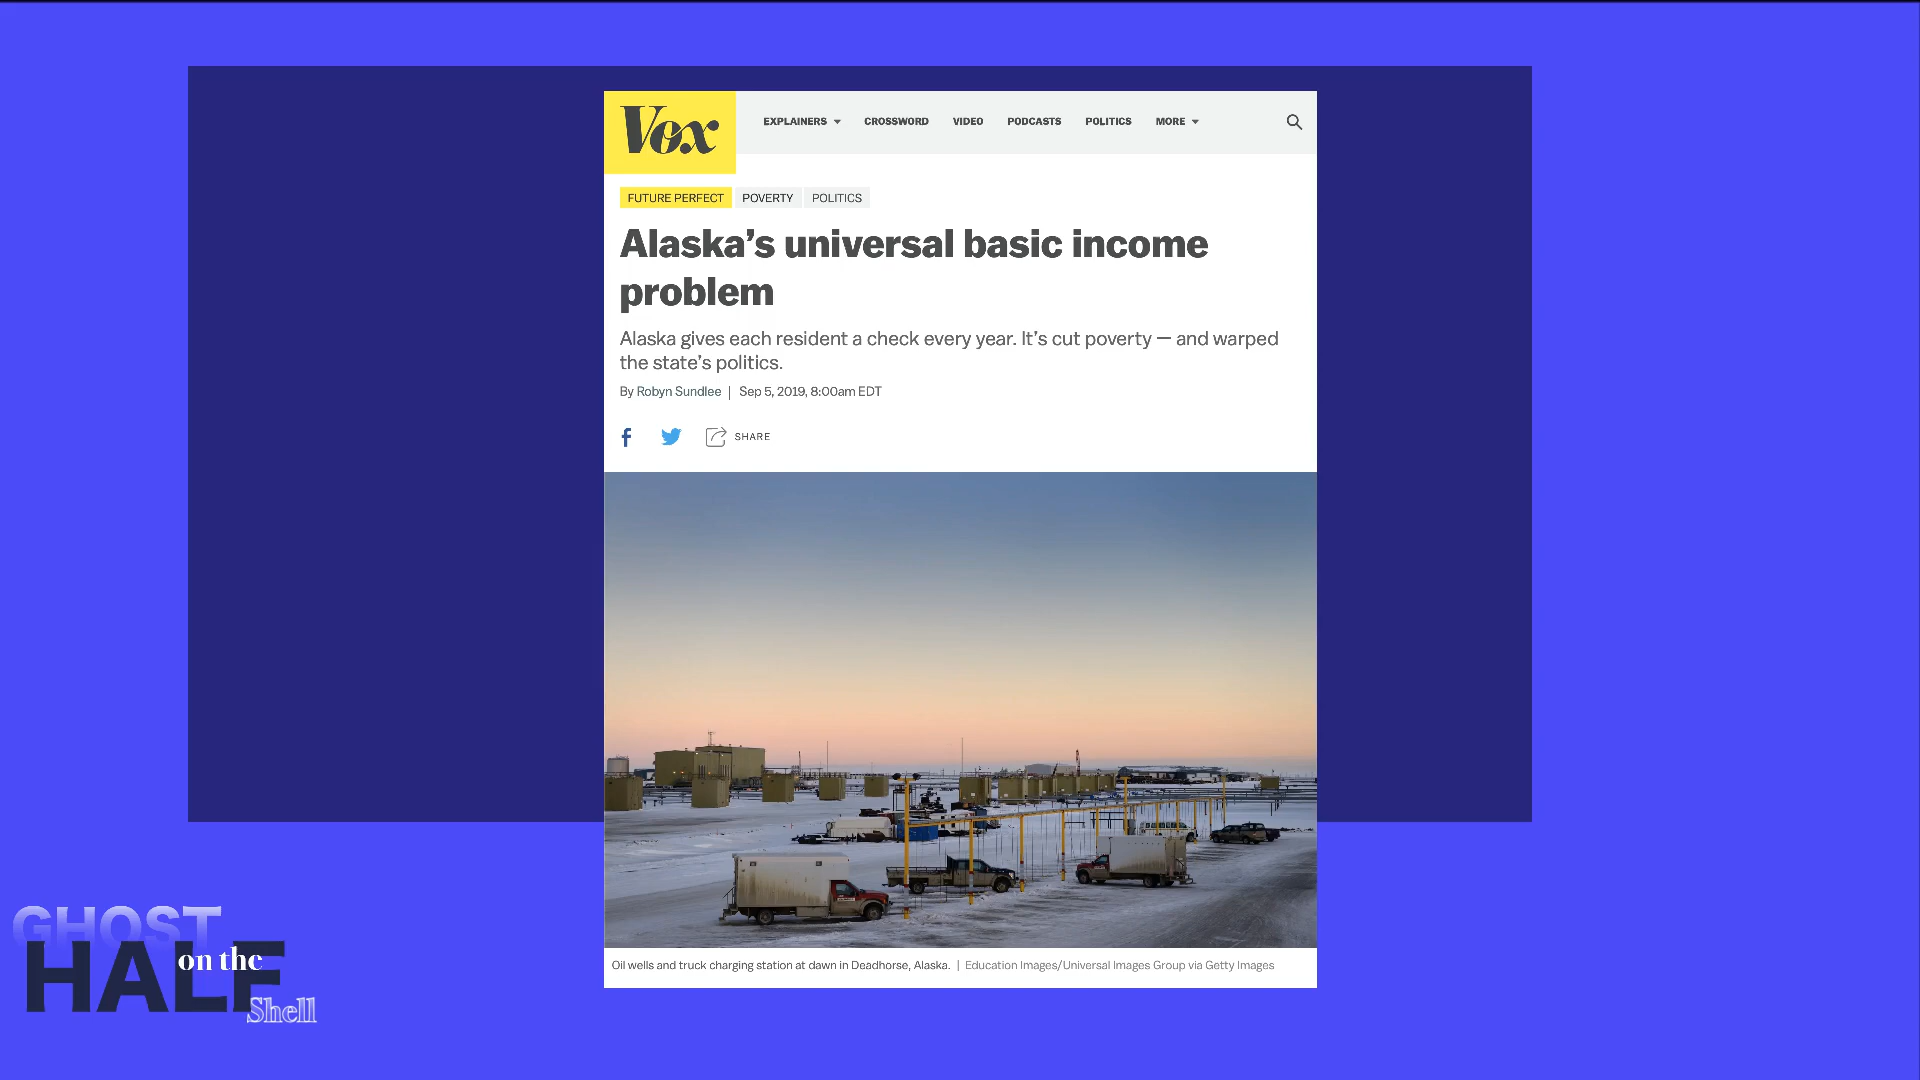 Vox
EXPLAINERS CROSSWORD VIDEO PODCASTS POLITICS MORE
FUTURE PERFECT POVERTY POLITICS
Alaska’s universal basic income
problem
Alaska gives each resident a check every year. It’s cut poverty — and warped
the state’s politics.
By Robyn Sundlee | Sep 5, 2019, 8:00am EDT
SHARE
Oil wells and truck charging station at dawn in Deadhorse, Alaska. | Education Images/Universal Images Group via Getty Images
GHOST
on the
HALF
Shell